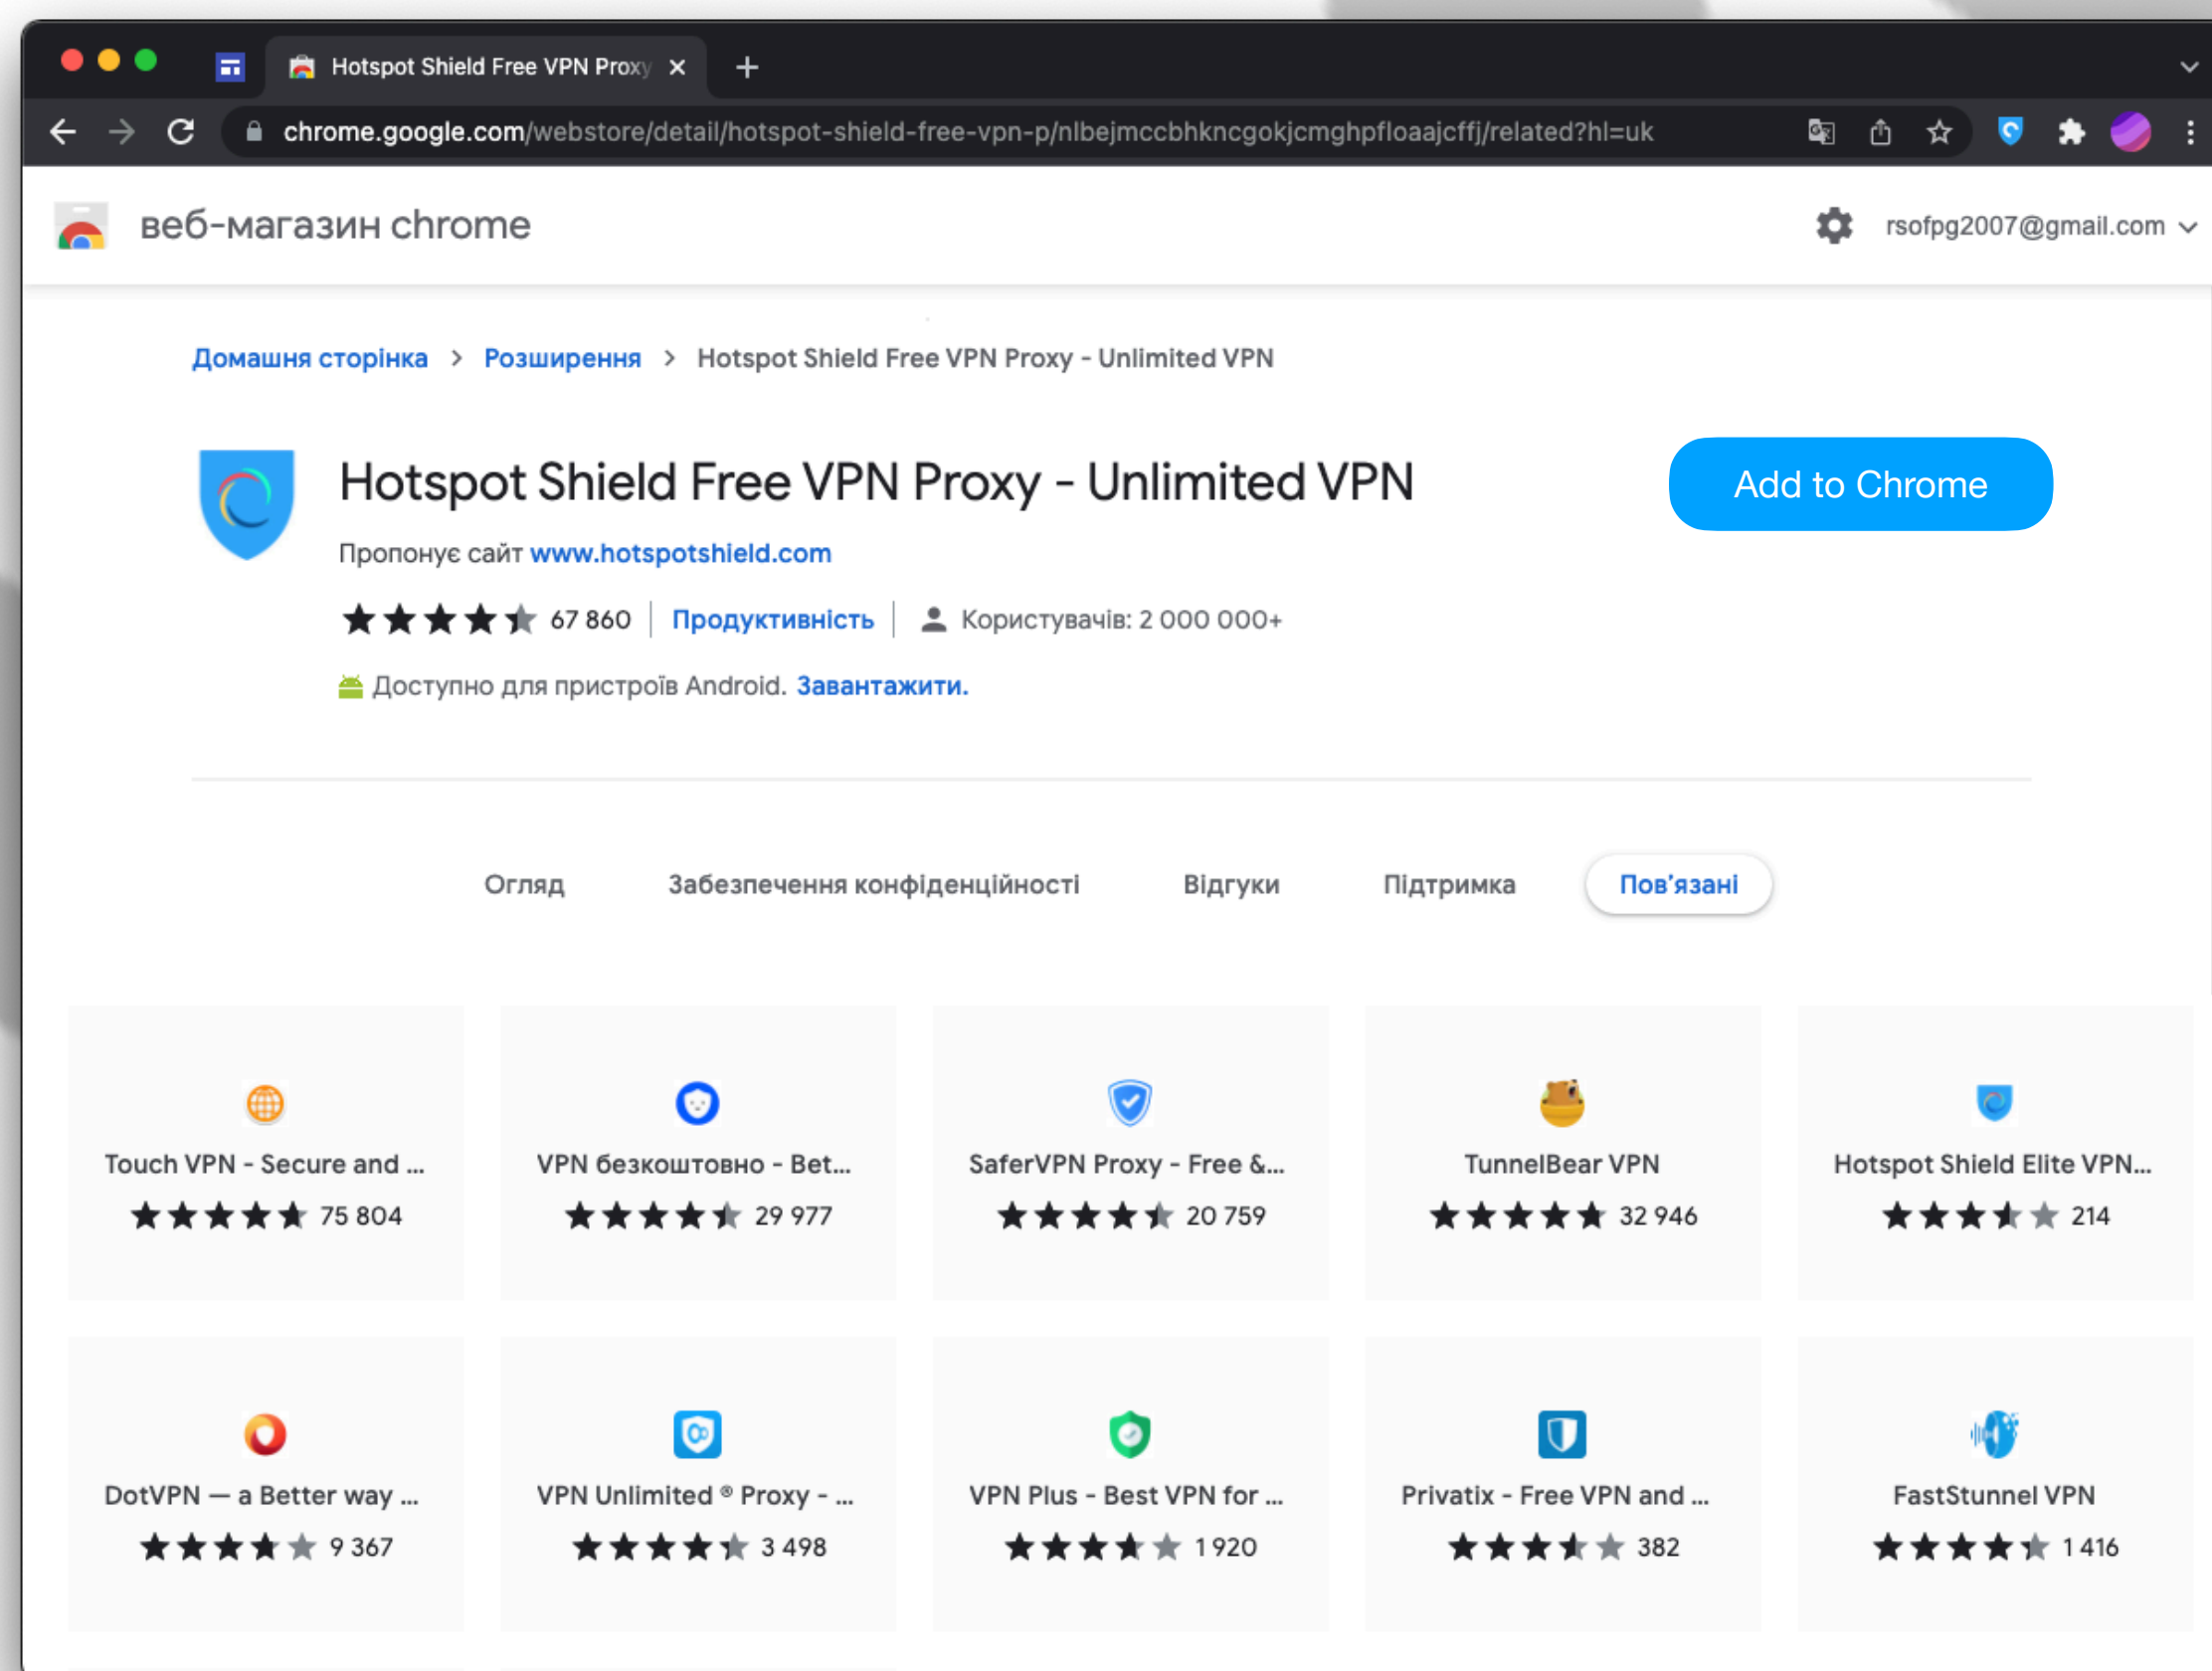 Hotspot Shield Free VPN Proxy
chrome.google.com/webstore/detail/hotspot-shield-free-vpn-p/nlbejmccbhkncgokjcmghpfloaajcffj/related?hl=uk
веб-магазин chrome
rsofpg2007@gmail.com
Домашня сторінка > Розширення > Hotspot Shield Free VPN Proxy - Unlimited VPN
Hotspot Shield Free VPN Proxy - Unlimited VPN
Add to Chrome
Пропонує сайт www.hotspotshield.com
67 860 | Продуктивність | Користувачів: 2 000 000+
Доступно для пристроїв Android. Завантажити.
Огляд Забезпечення конфіденційності Відгуки Підтримка Пов’язані
Touch VPN - Secure and ... VPN безкоштовно - Bet... SaferVPN Proxy - Free &... TunnelBear VPN Hotspot Shield Elite VPN...
75 804 29 977 20 759 32 946 214
DotVPN — a Better way ... VPN Unlimited ® Proxy - ... VPN Plus - Best VPN for ... Privatix - Free VPN and ... FastStunnel VPN
9 367 3 498 1 920 382 1 416